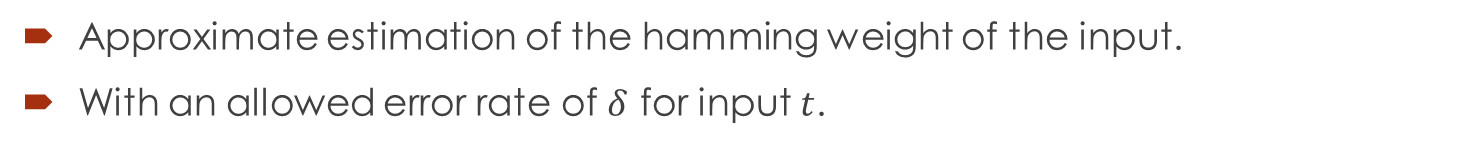 Approximate estimation of the hamming weight of the input.
With an allowed error rate of δ for input t.